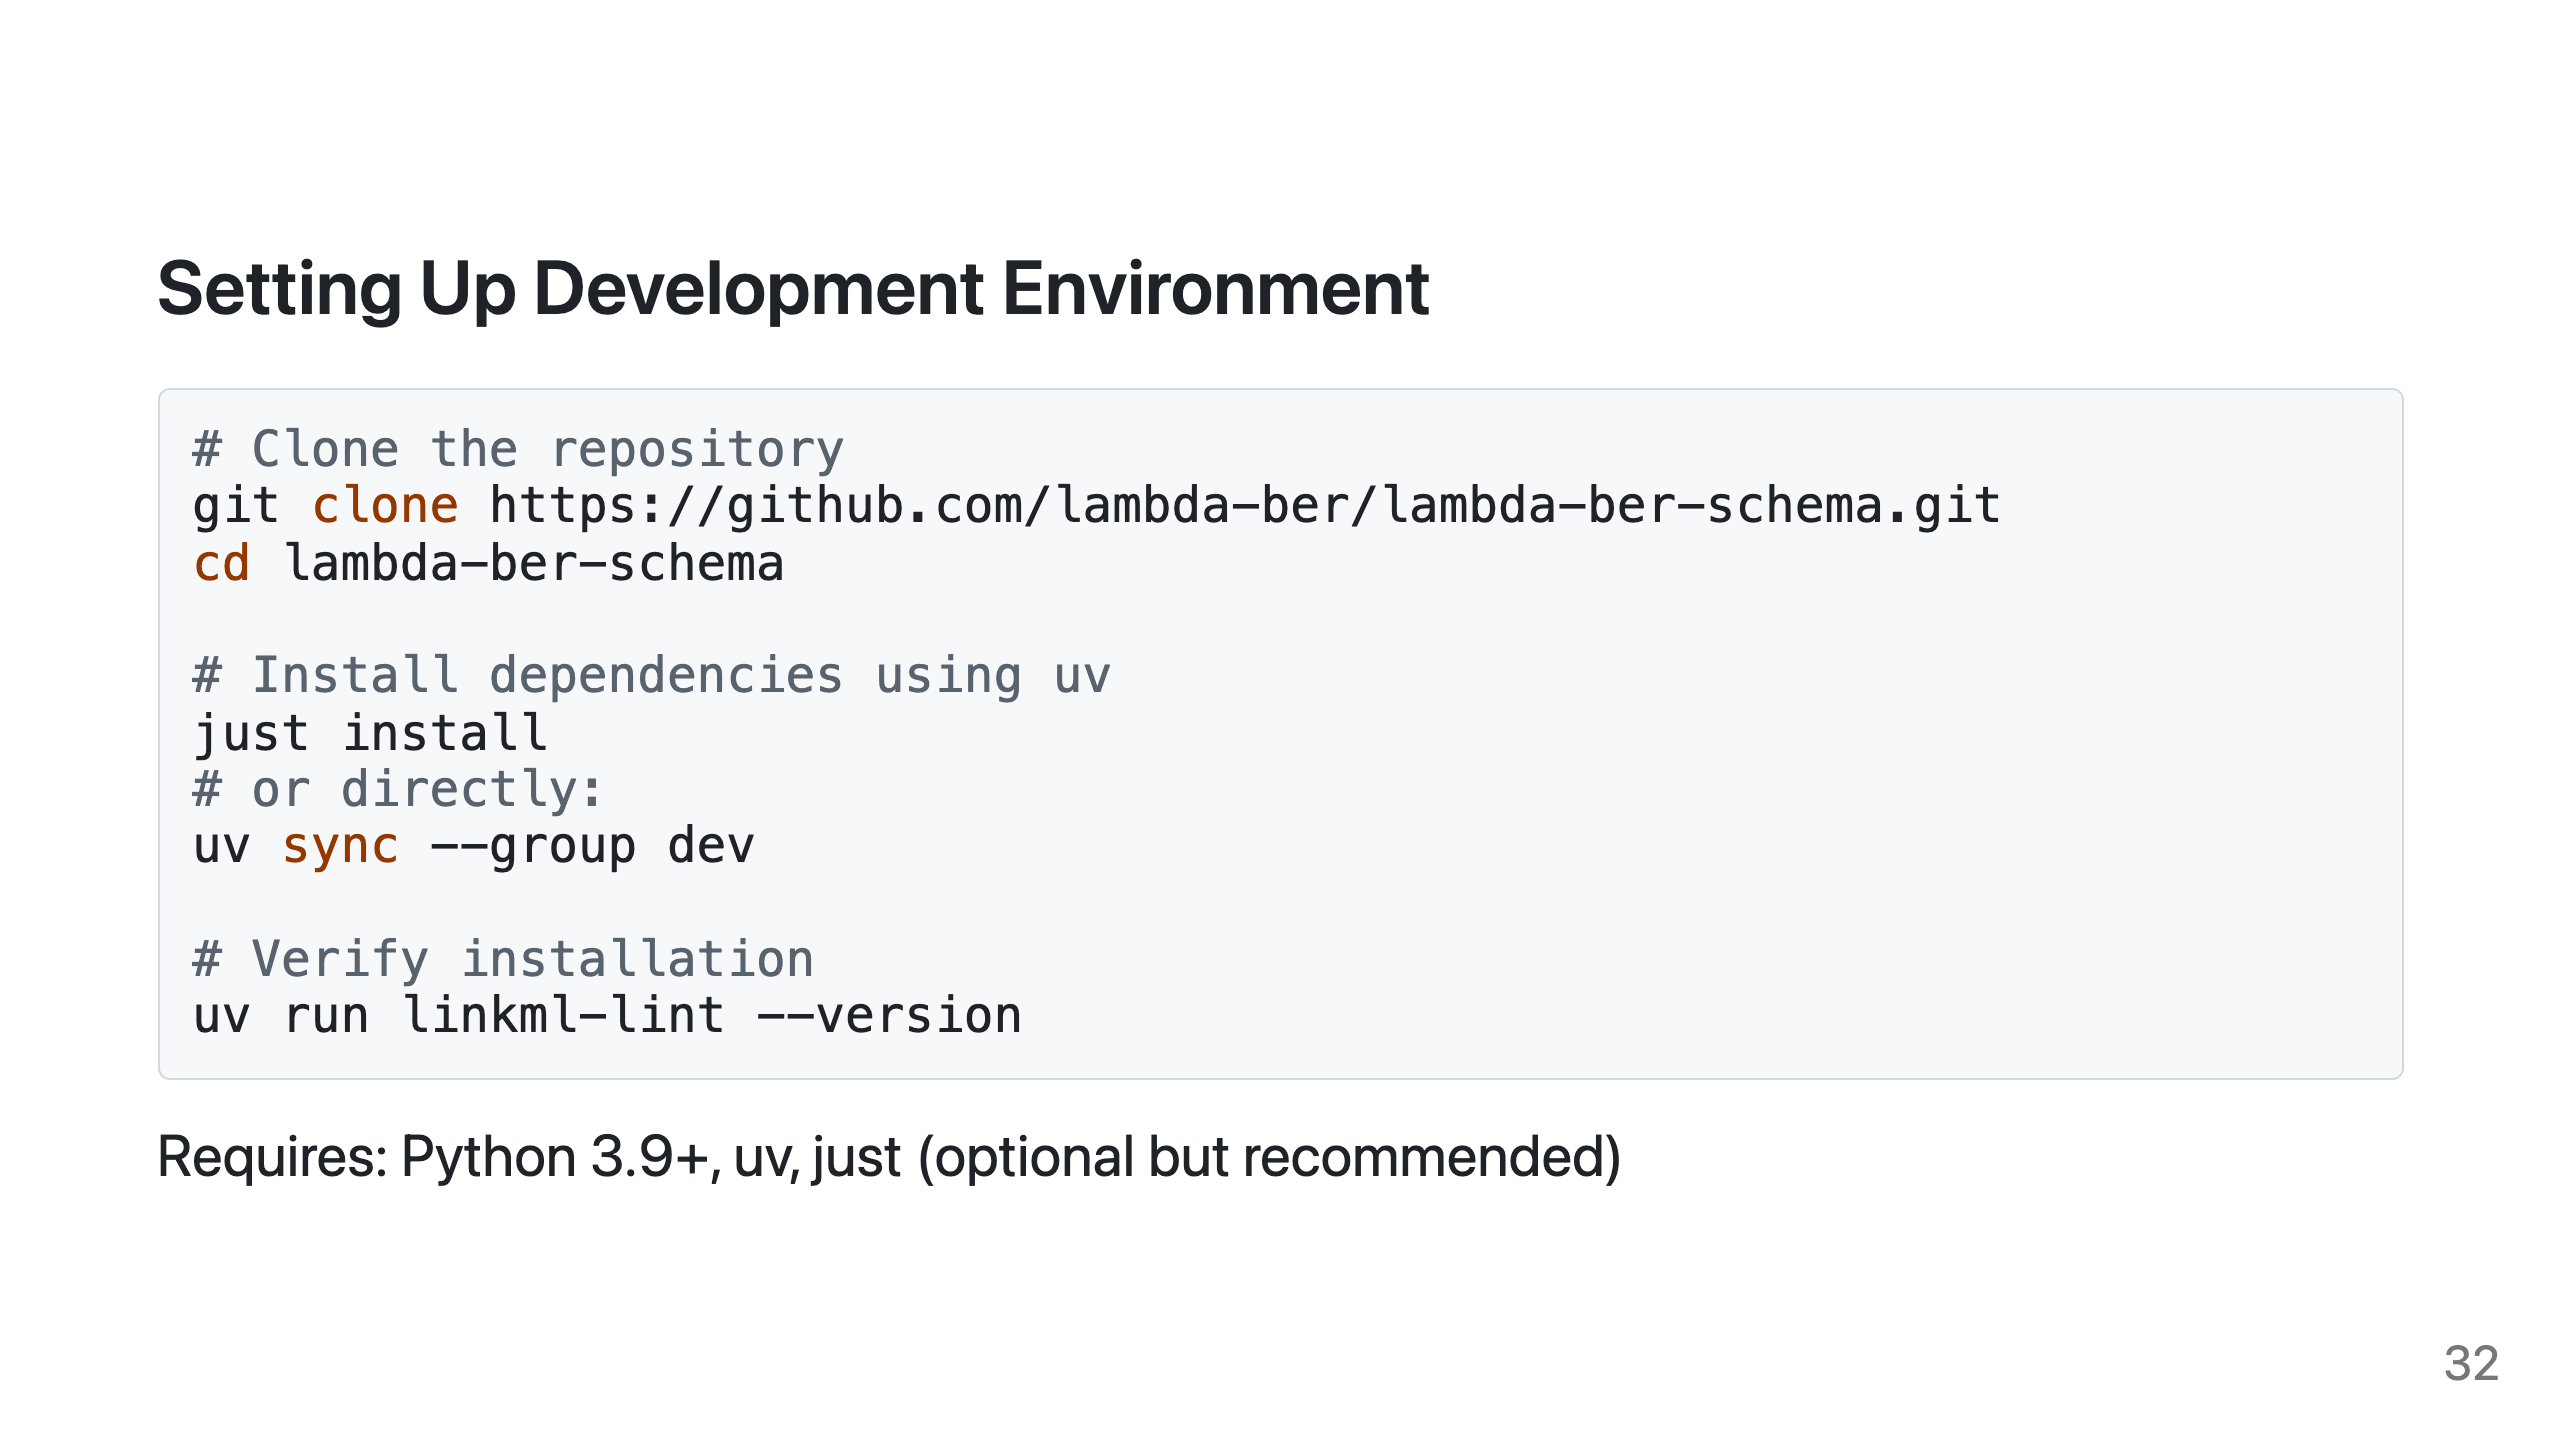 Setting Up Development Environment
# Clone the repository
git clone https://github.com/lambda-ber/lambda-ber-schema.git
cd lambda-ber-schema
# Install dependencies using uv
just install
# or directly:
uv sync --group dev
# Verify installation
uv run linkml-lint --version
Requires: Python 3.9+, uv, just (optional but recommended)
32